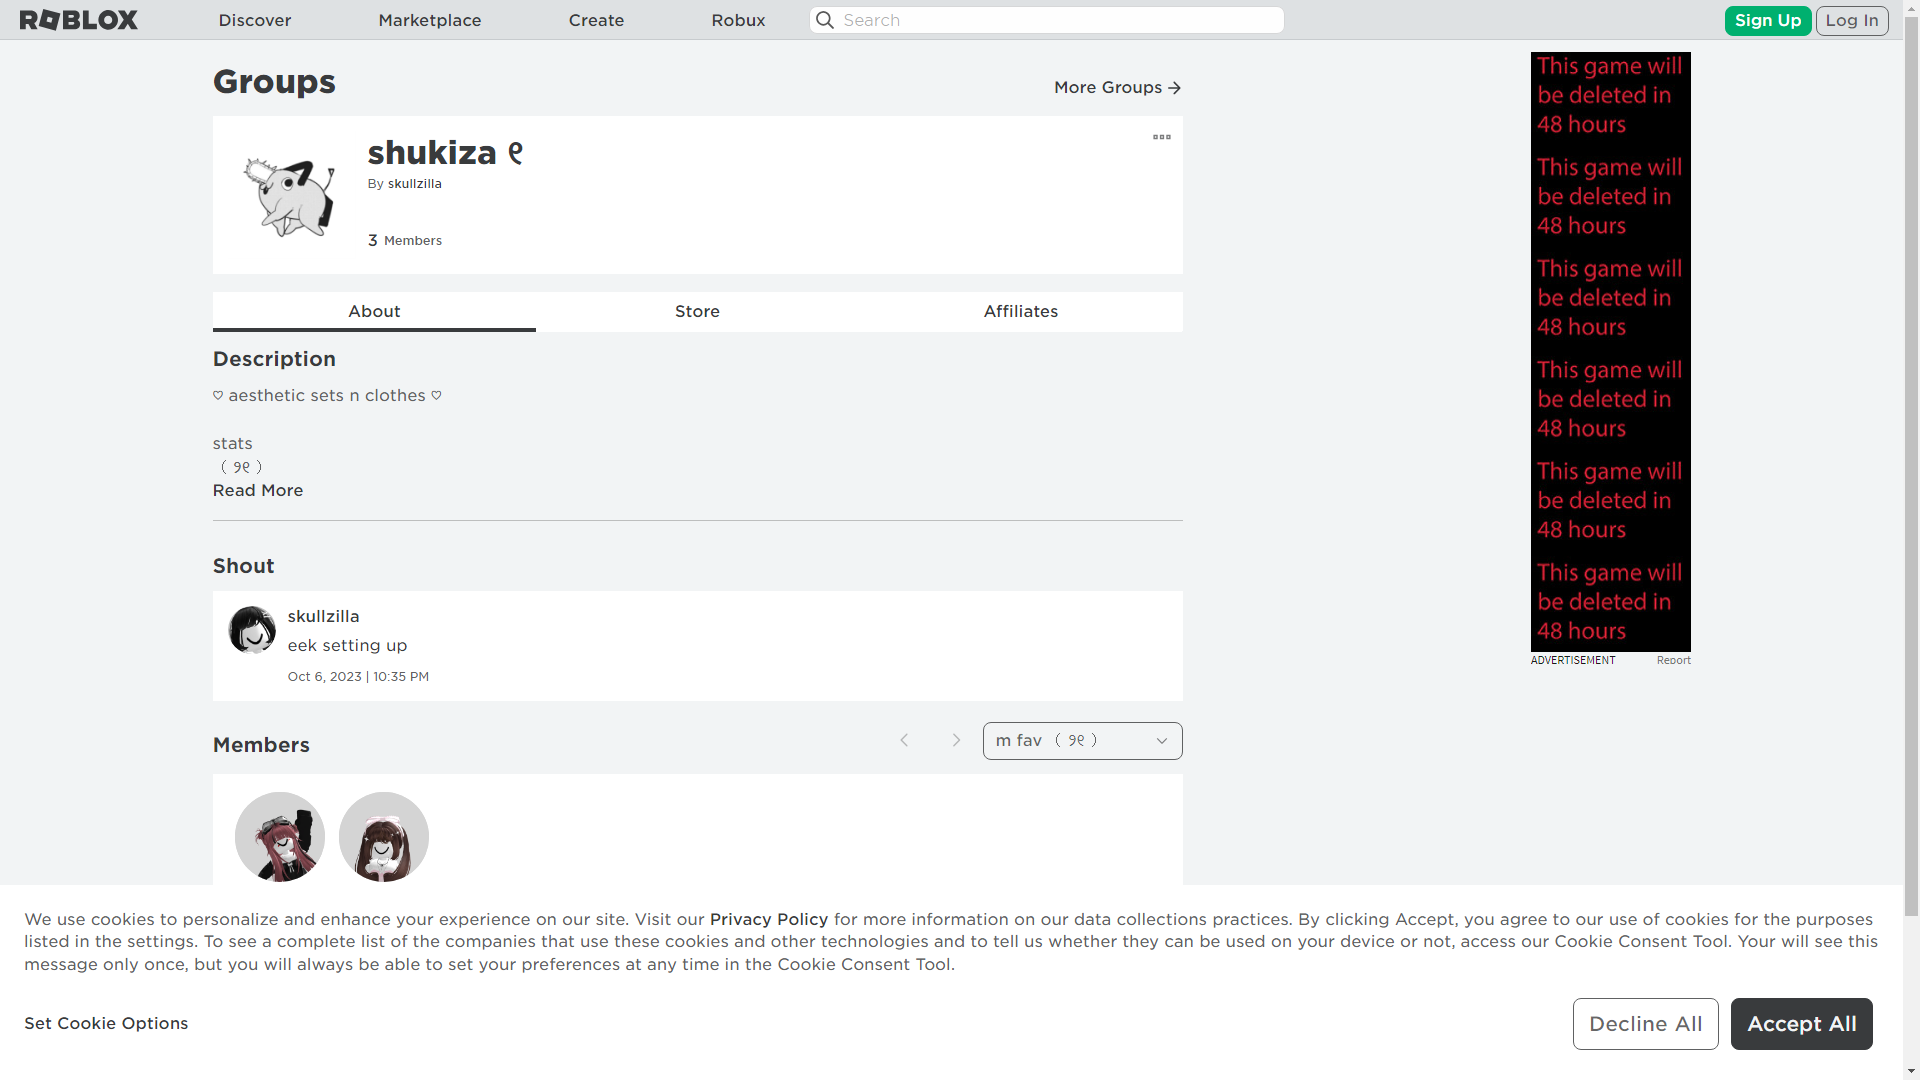 ROBLOX
Discover
Marketplace
Create
Robux
Search
Sign Up
Log In
Groups
More Groups
shukiza ୧
By skullzilla
3 Members
About
Store
Affiliates
Description
♡ aesthetic sets n clothes ♡
stats
（ ୨୧ ）
Read More
Shout
skullzilla
eek setting up
Oct 6, 2023 | 10:35 PM
Members
m fav （ ୨୧ ）
This game will
be deleted in
48 hours
This game will
be deleted in
48 hours
This game will
be deleted in
48 hours
This game will
be deleted in
48 hours
This game will
be deleted in
48 hours
This game will
be deleted in
48 hours
ADVERTISEMENT
Report
We use cookies to personalize and enhance your experience on our site. Visit our Privacy Policy for more information on our data collections practices. By clicking Accept, you agree to our use of cookies for the purposes
listed in the settings. To see a complete list of the companies that use these cookies and other technologies and to tell us whether they can be used on your device or not, access our Cookie Consent Tool. Your will see this
message only once, but you will always be able to set your preferences at any time in the Cookie Consent Tool.
Set Cookie Options
Decline All
Accept All